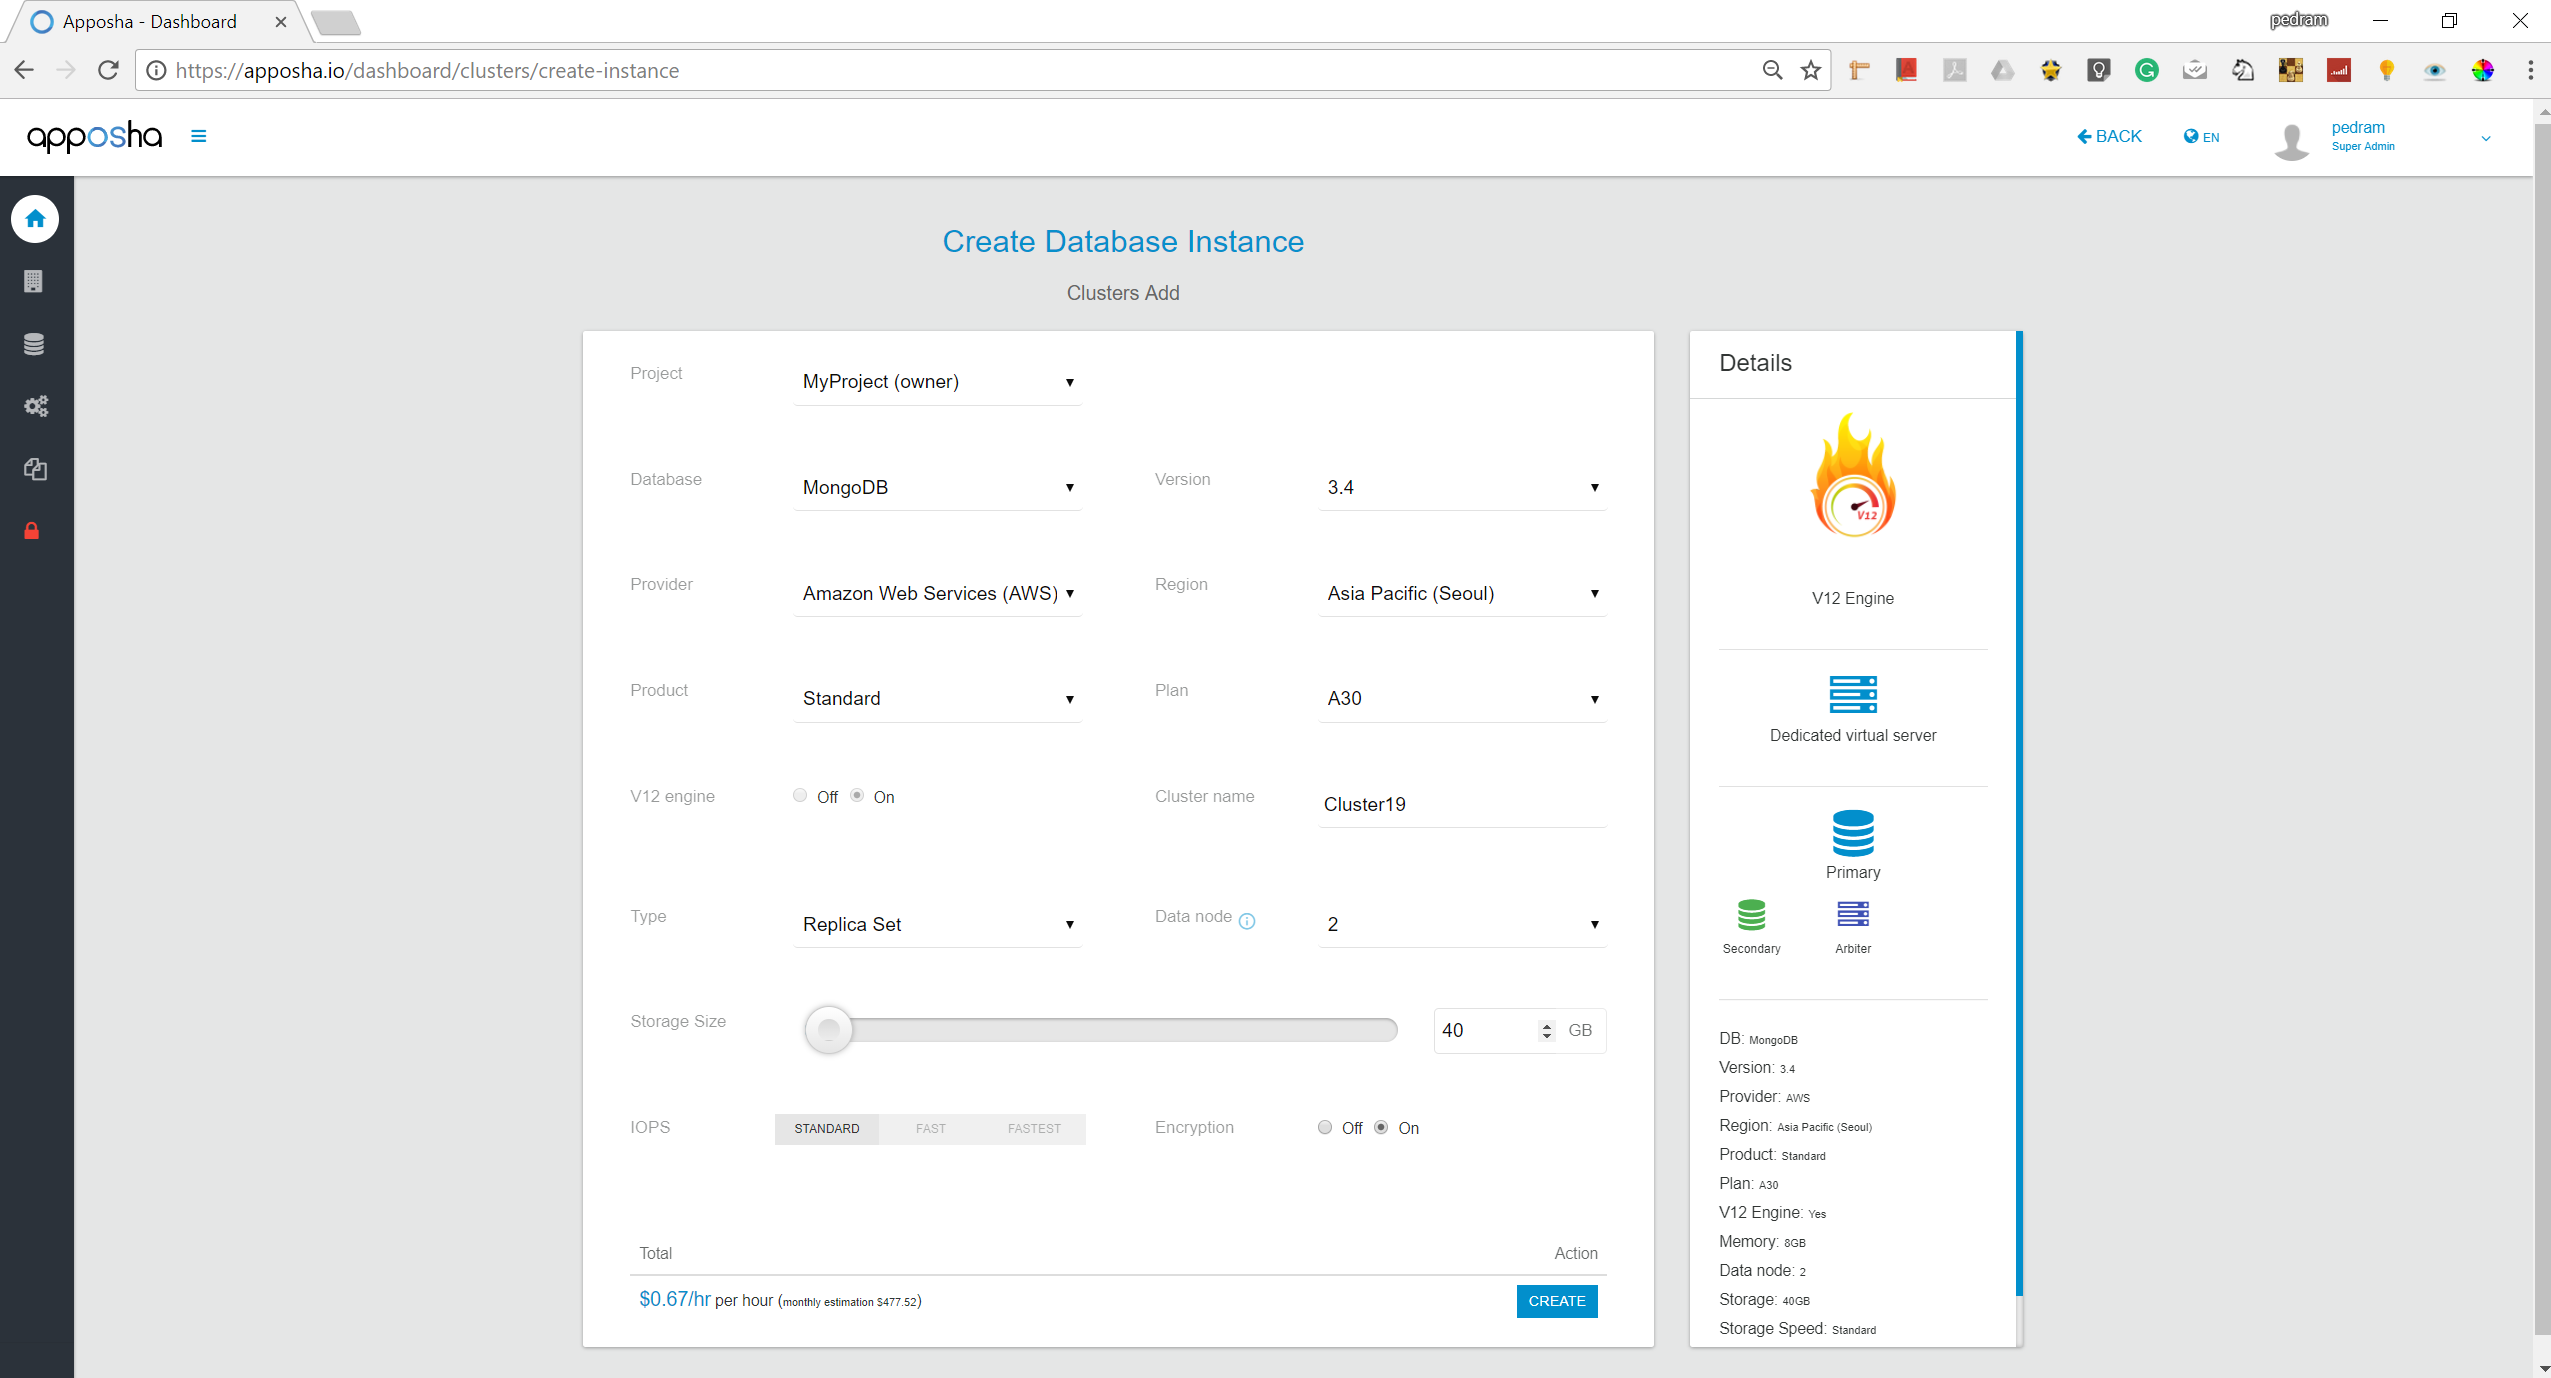 Apposha - Dashboard
pedram
https://apposha.io/dashboard/clusters/create-instance
apposha
BACK
EN
pedram
Super Admin
Create Database Instance
Clusters Add
Project
MyProject (owner)
Database
MongoDB
Version
3.4
Provider
Amazon Web Services (AWS)
Region
Asia Pacific (Seoul)
Product
Standard
Plan
A30
V12 engine
Off On
Cluster name
Cluster19
Type
Replica Set
Data node
2
Storage Size
40 GB
IOPS
STANDARD FAST FASTEST
Encryption
Off On
Total
Action
$0.67/hr per hour (monthly estimation $477.52)
CREATE
Details
V12
V12 Engine
Dedicated virtual server
Primary
Secondary
Arbiter
DB: MongoDB
Version: 3.4
Provider: AWS
Region: Asia Pacific (Seoul)
Product: Standard
Plan: A30
V12 Engine: Yes
Memory: 8GB
Data node: 2
Storage: 40GB
Storage Speed: Standard